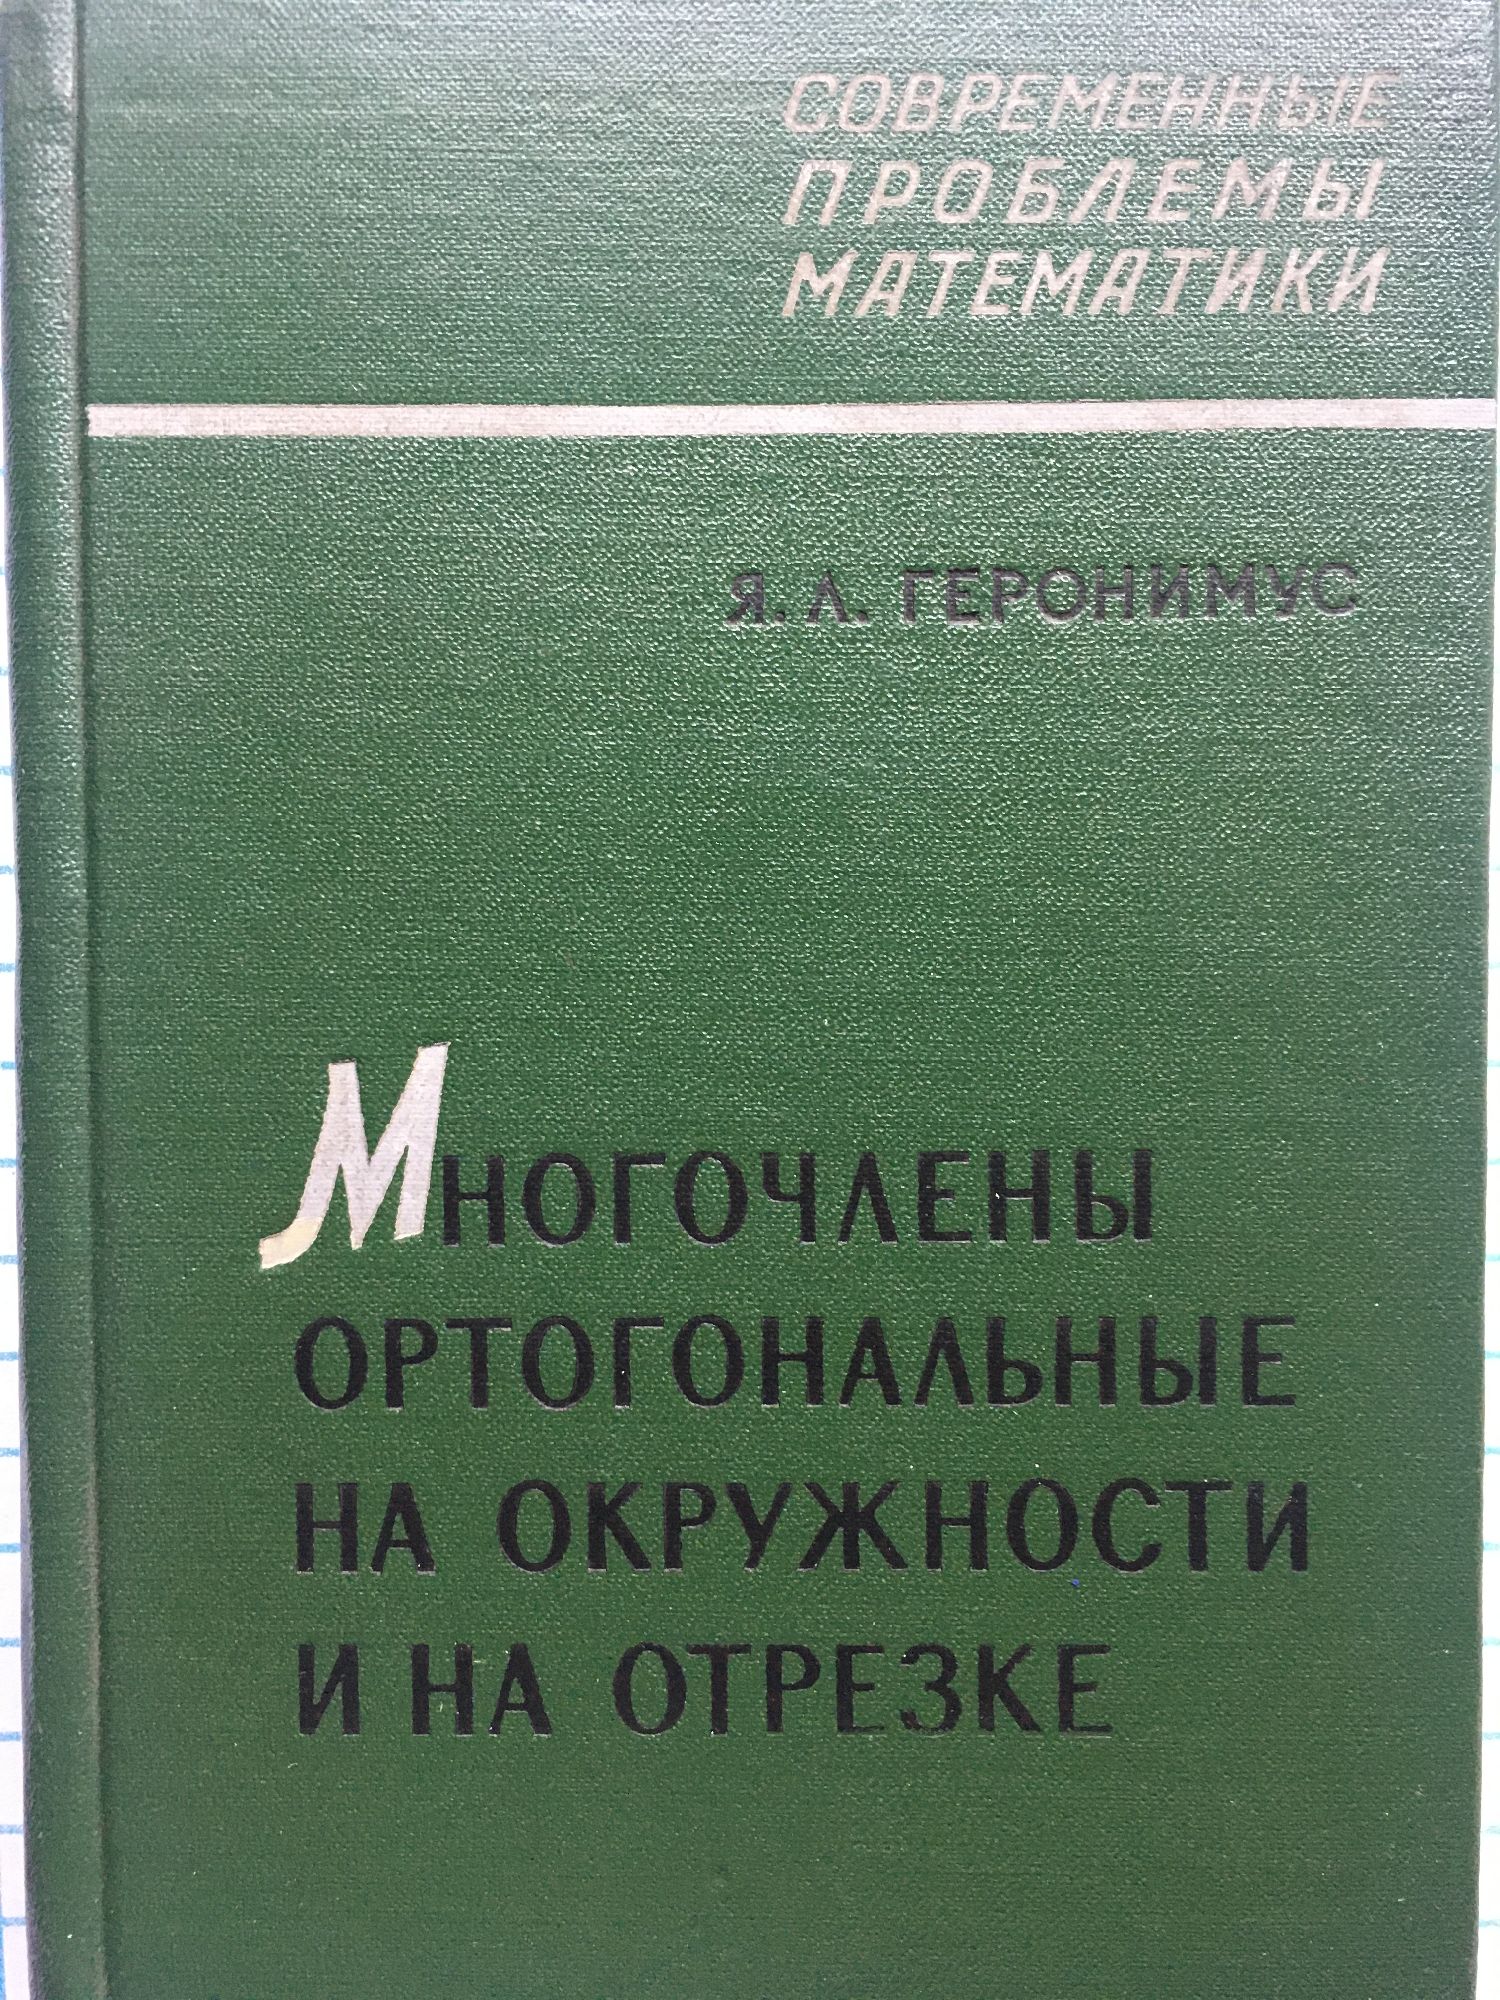 СОВРЕМЕННЫЕ
ПРОБЛЕМЫ
МАТЕМАТИКИ
Я. Л. ГЕРОНИМУС
МНОГОЧЛЕНЫ
ОРТОГОНАЛЬНЫЕ
НА ОКРУЖНОСТИ
И НА ОТРЕЗКЕ